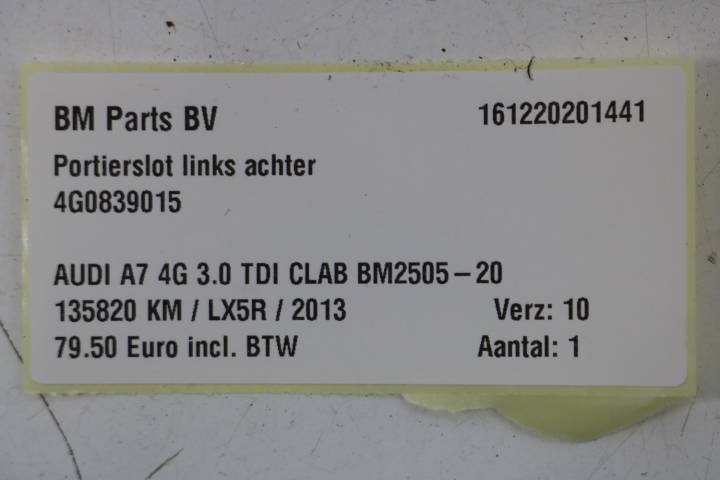 BM Parts BV 161220201441
Portierslot links achter
4G0839015
AUDI A7 4G 3.0 TDI CLAB BM2505-20
135820 KM / LX5R / 2013 Verz: 10
79.50 Euro incl. BTW Aantal: 1